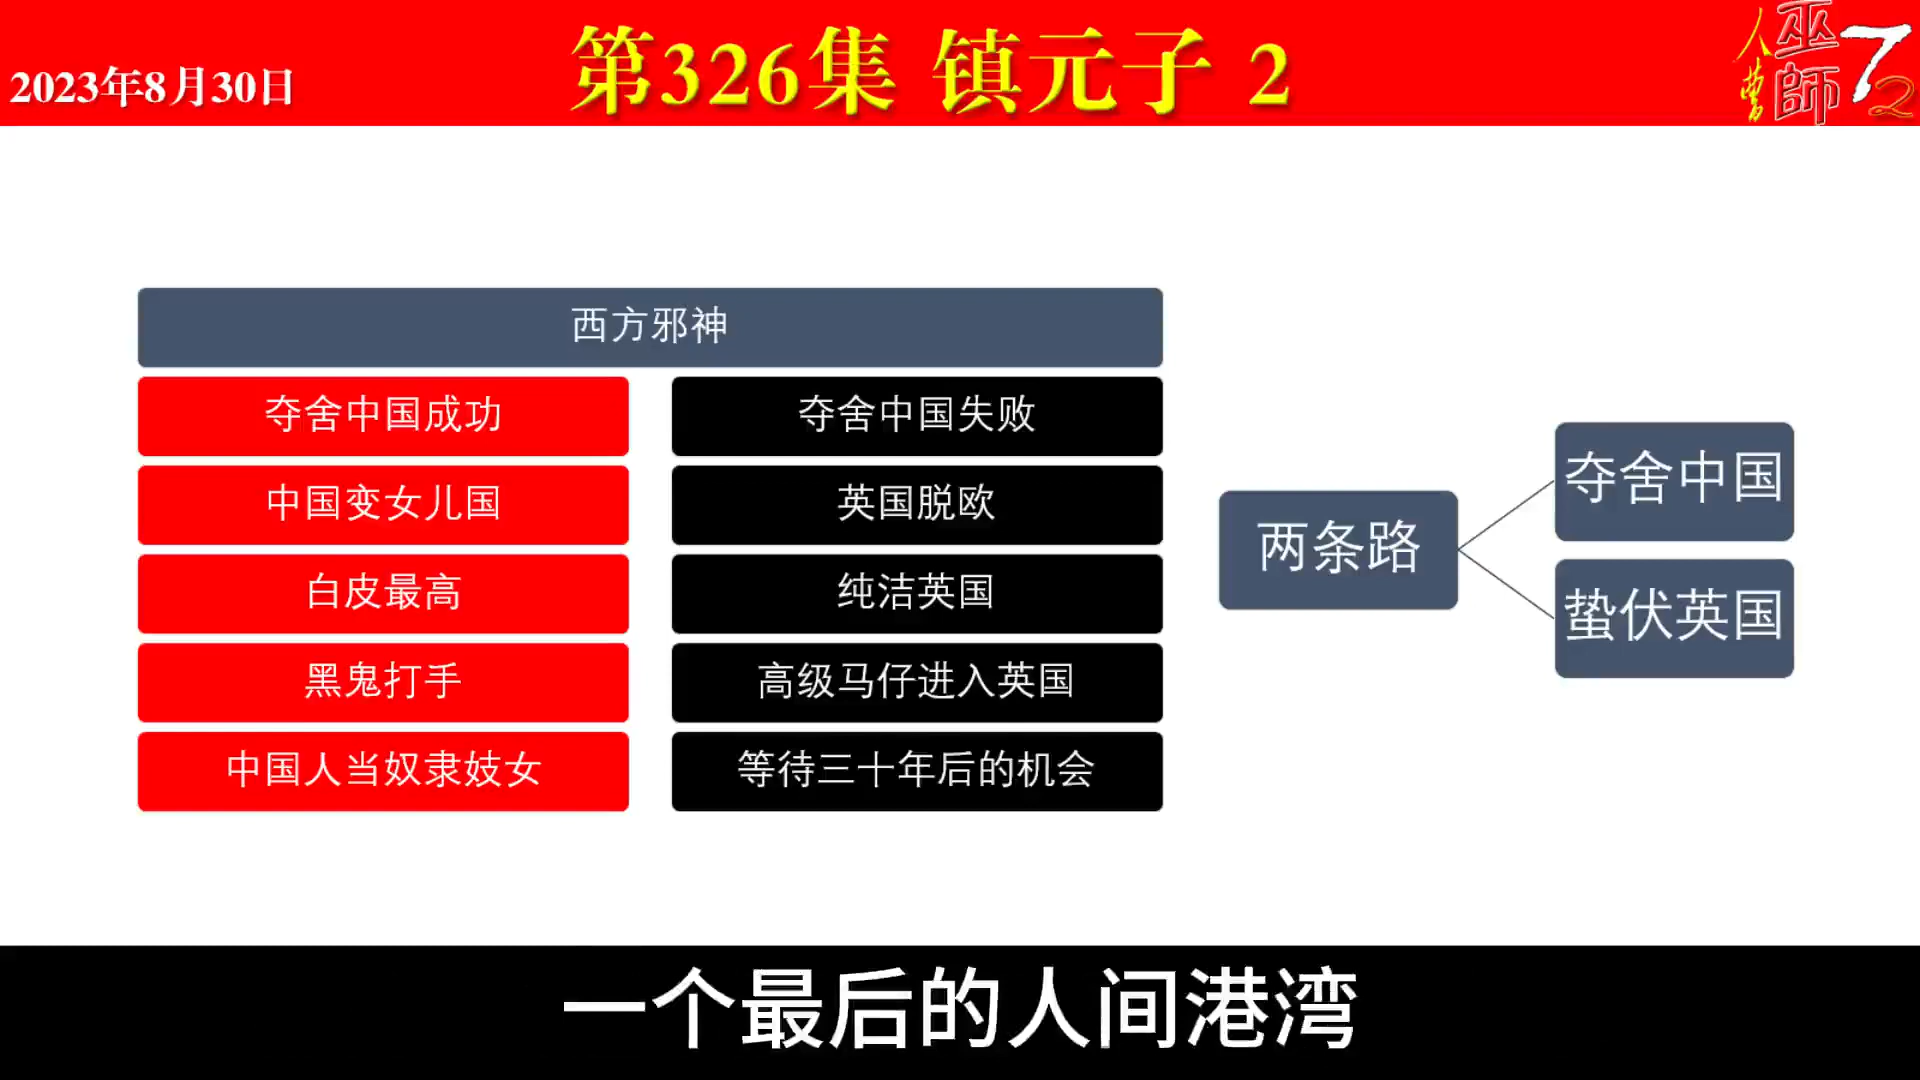 2023年8月30日
第326集 镇元子 2
人曹
巫師
72
西方邪神
夺舍中国成功
夺舍中国失败
中国变女儿国
英国脱欧
白皮最高
纯洁英国
黑鬼打手
高级马仔进入英国
中国人当奴隶妓女
等待三十年后的机会
两条路
夺舍中国
蛰伏英国
一个最后的人间港湾